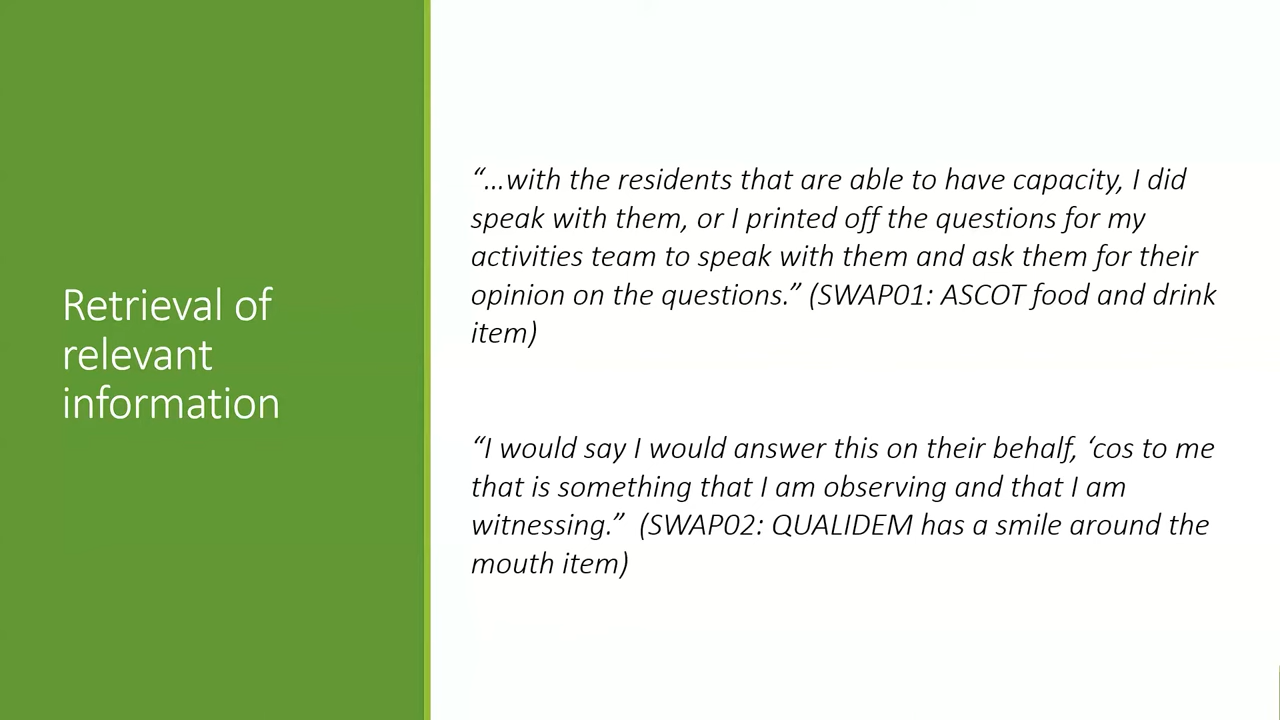 Retrieval of
relevant
information
“…with the residents that are able to have capacity, I did
speak with them, or I printed off the questions for my
activities team to speak with them and ask them for their
opinion on the questions.” (SWAP01: ASCOT food and drink
item)
“I would say I would answer this on their behalf, ‘cos to me
that is something that I am observing and that I am
witnessing.”  (SWAP02: QUALIDEM has a smile around the
mouth item)